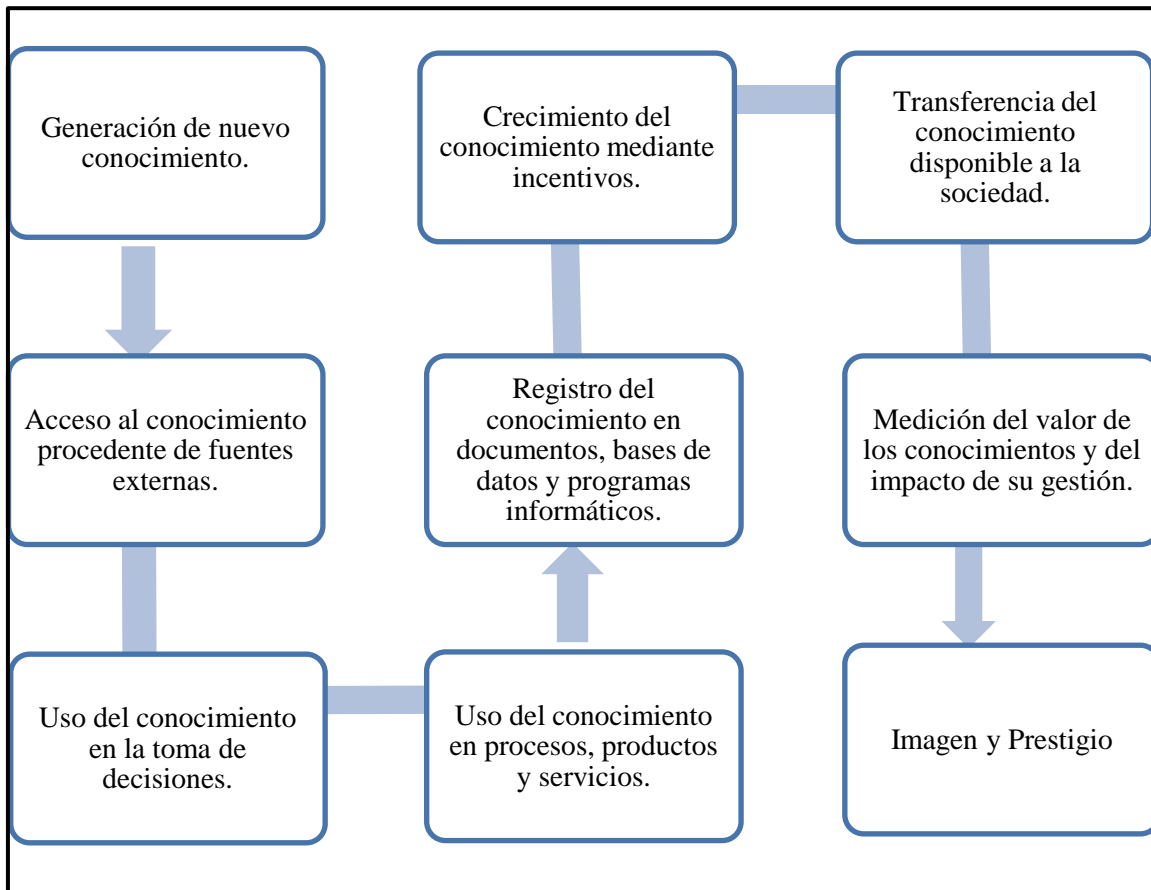 Generación de nuevo
conocimiento.
Acceso al conocimiento
procedente de fuentes
externas.
Uso del conocimiento
en la toma de
decisiones.
Uso del conocimiento
en procesos, productos
y servicios.
Registro del
conocimiento en
documentos, bases de
datos y programas
informáticos.
Crecimiento del
conocimiento mediante
incentivos.
Transferencia del
conocimiento
disponible a la
sociedad.
Medición del valor de
los conocimientos y del
impacto de su gestión.
Imagen y Prestigio